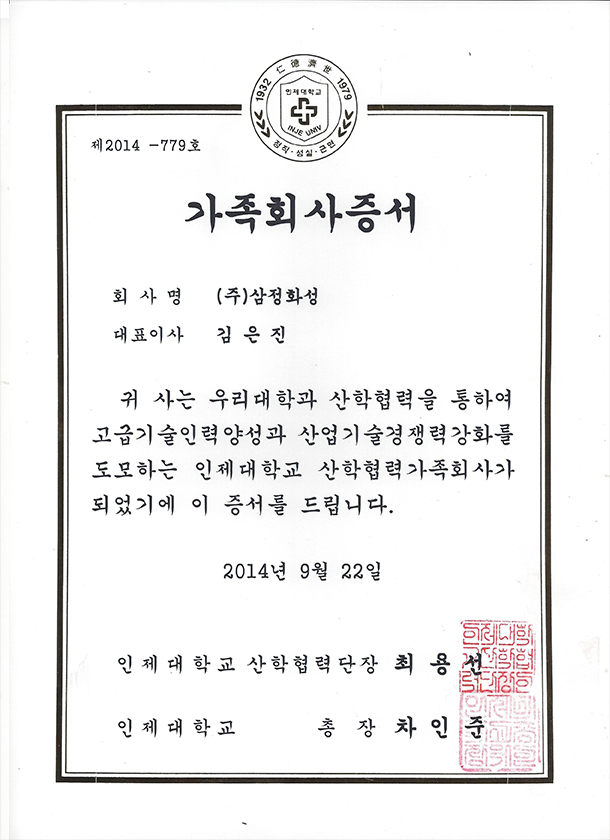 仁德濟世
1932 1979
인제대학교
INJE UNIV
정직·성실·근면
제2014 -779호
가족회사증서
회 사 명 (주)삼정화성
대표이사 김 은 진
귀 사는 우리대학과 산학협력을 통하여
고급기술인력양성과 산업기술경쟁력강화를
도모하는 인제대학교 산학협력가족회사가
되었기에 이 증서를 드립니다.
2014년 9월 22일
인제대학교 산학협력단장 최 용 선
인제대학교 총 장 차 인 준